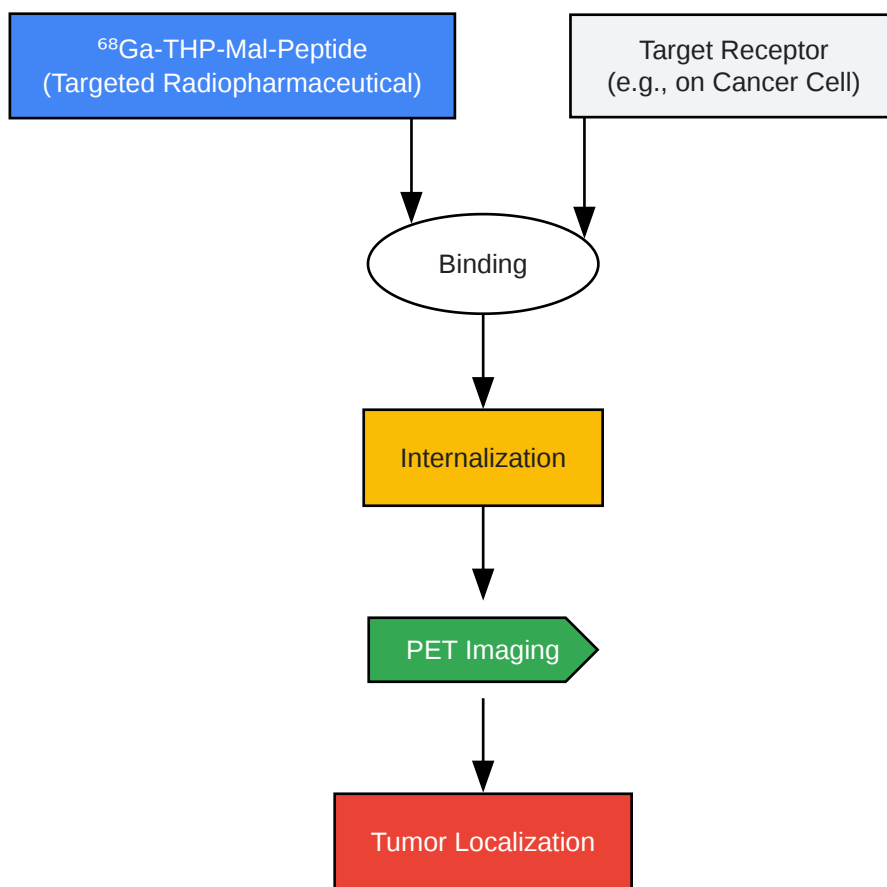 ⁶⁸Ga-THP-Mal-Peptide
(Targeted Radiopharmaceutical)
Target Receptor
(e.g., on Cancer Cell)
Binding
Internalization
PET Imaging
Tumor Localization